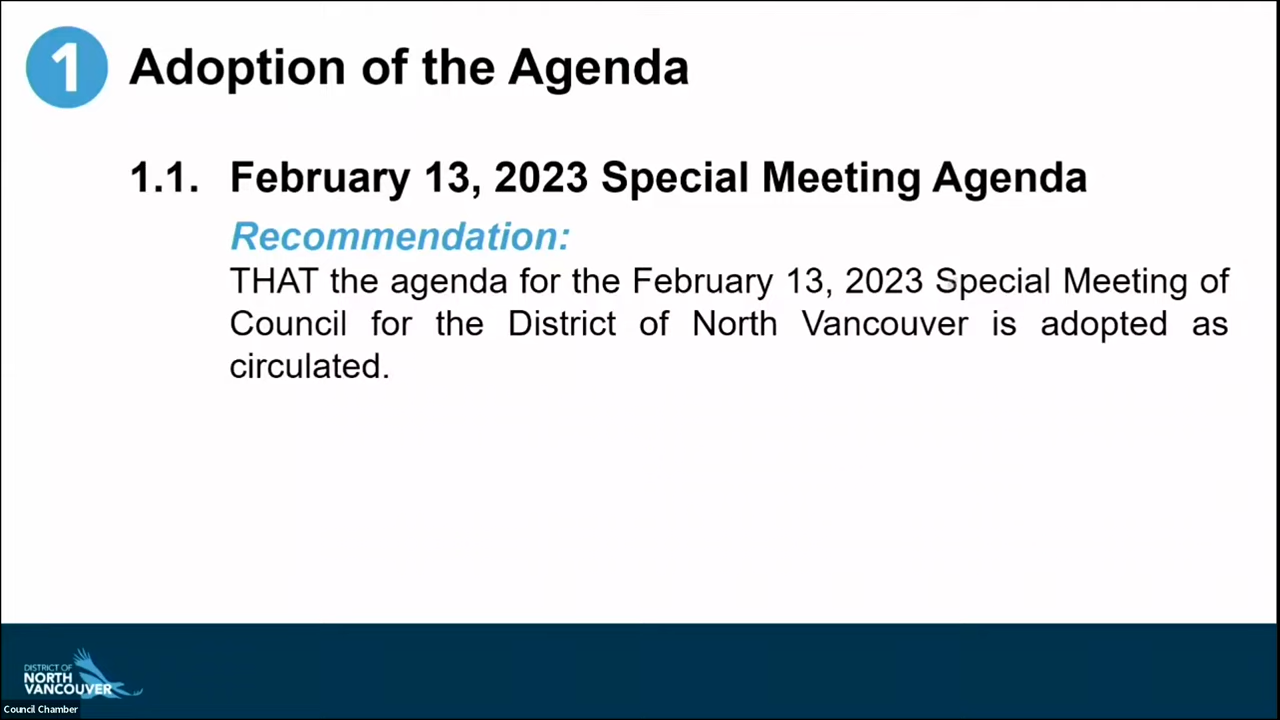 1 Adoption of the Agenda
1.1. February 13, 2023 Special Meeting Agenda
Recommendation:
THAT the agenda for the February 13, 2023 Special Meeting of
Council for the District of North Vancouver is adopted as
circulated.
DISTRICT OF
NORTH
VANCOUVER
Council Chamber